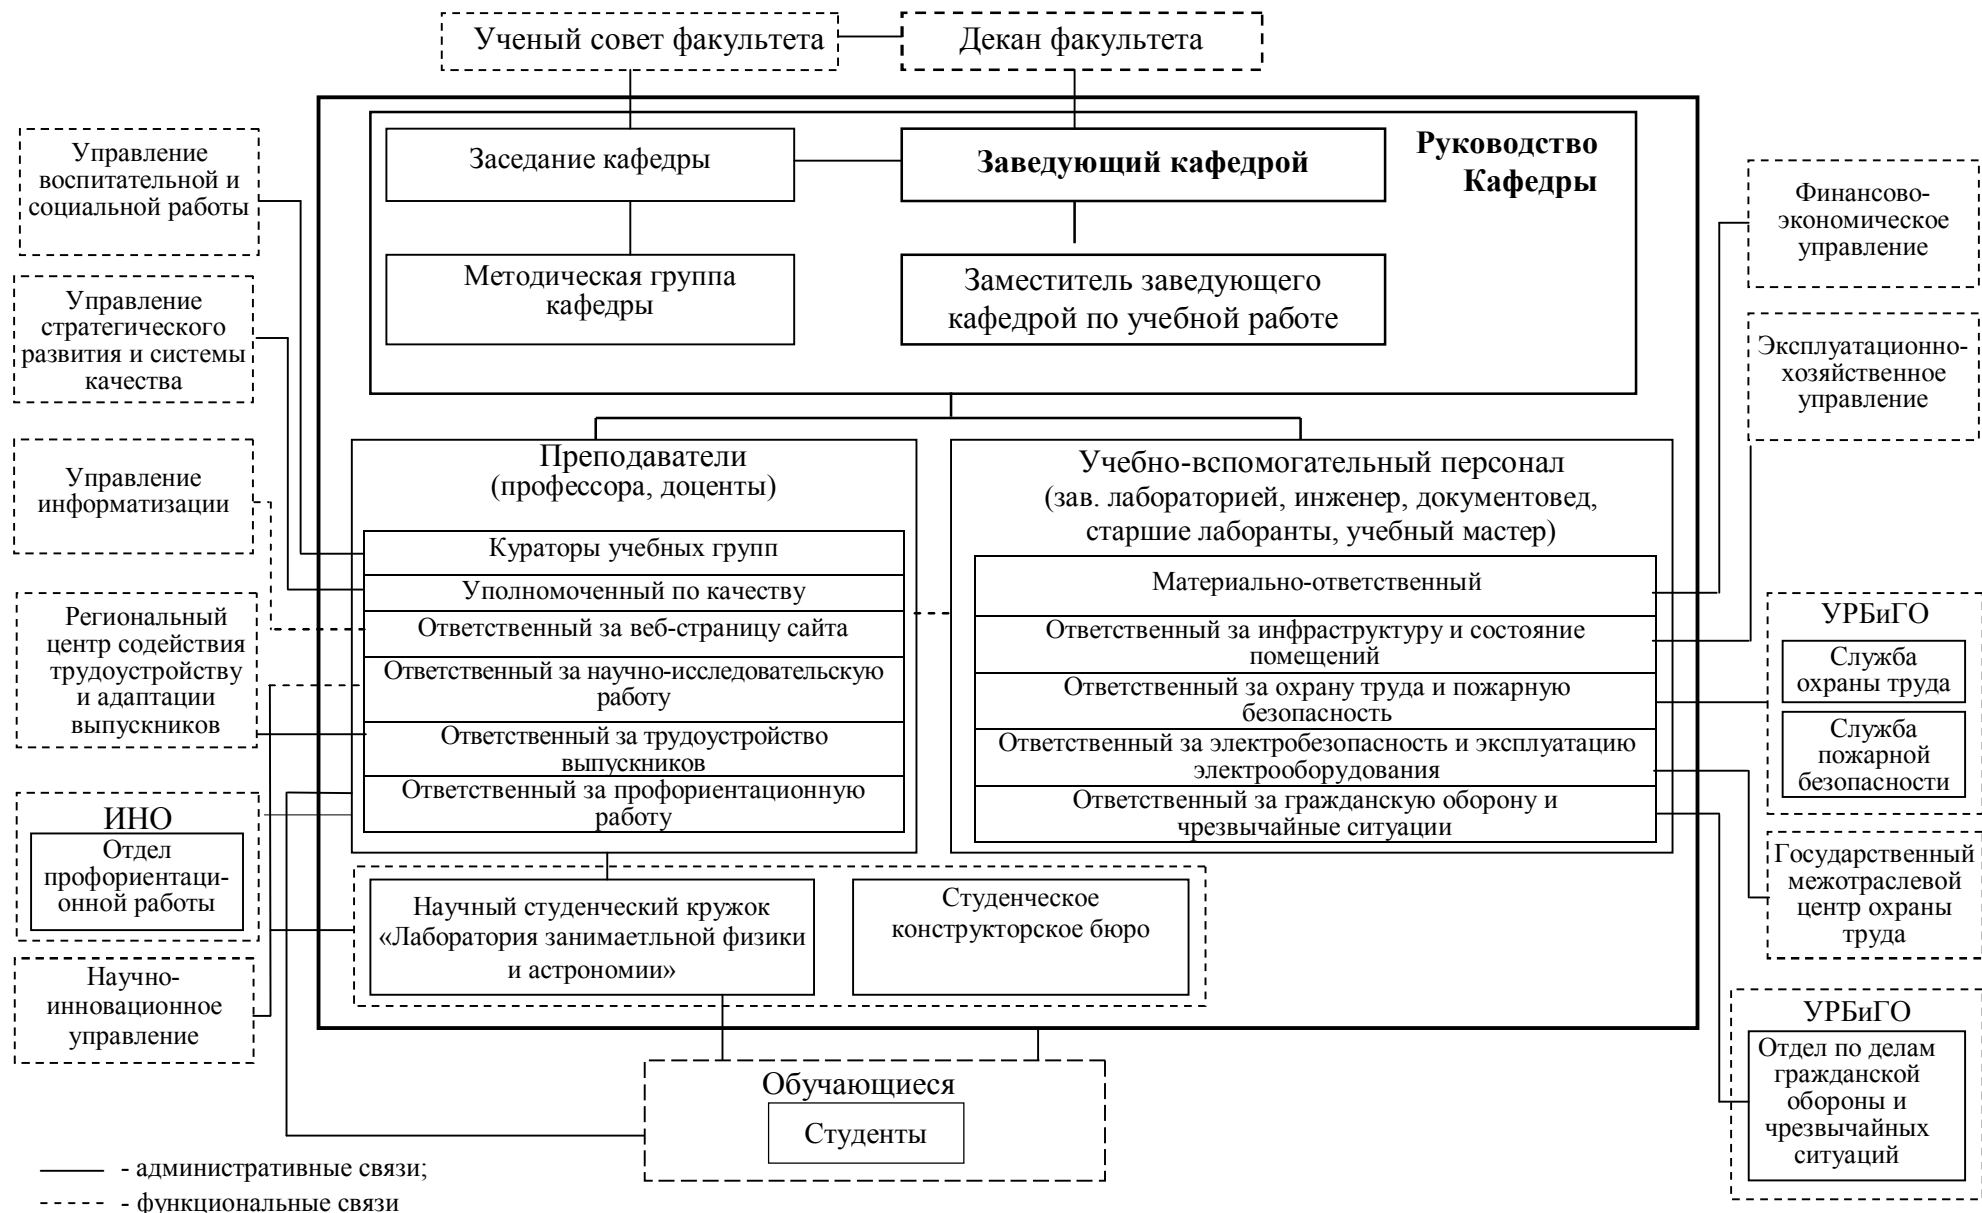 Ученый совет факультета
Декан факультета
Руководство
Кафедры
Заседание кафедры
Заведующий кафедрой
Методическая группа
кафедры
Заместитель заведующего
кафедрой по учебной работе
Управление
воспитательной и
социальной работы
Управление
стратегического
развития и системы
качества
Управление
информатизации
Региональный
центр содействия
трудоустройству
и адаптации
выпускников
ИНО
Отдел
профориентаци-
онной работы
Научно-
инновационное
управление
Преподаватели
(профессора, доценты)
Кураторы учебных групп
Уполномоченный по качеству
Ответственный за веб-страницу сайта
Ответственный за научно-исследовательскую
работу
Ответственный за трудоустройство
выпускников
Ответственный за профориентационную
работу
Учебно-вспомогательный персонал
(зав. лабораторией, инженер, документовед,
старшие лаборанты, учебный мастер)
Материально-ответственный
Ответственный за инфраструктуру и состояние
помещений
Ответственный за охрану труда и пожарную
безопасность
Ответственный за электробезопасность и эксплуатацию
электрооборудования
Ответственный за гражданскую оборону и
чрезвычайные ситуации
Научный студенческий кружок
«Лаборатория занимаетльной физики
и астрономии»
Студенческое
конструкторское бюро
Обучающиеся
Студенты
Финансово-
экономическое
управление
Эксплуатационно-
хозяйственное
управление
УРБиГО
Служба
охраны труда
Служба
пожарной
безопасности
Государственный
межотраслевой
центр охраны
труда
УРБиГО
Отдел по делам
гражданской
обороны и
чрезвычайных
ситуаций
- административные связи;
- функциональные связи